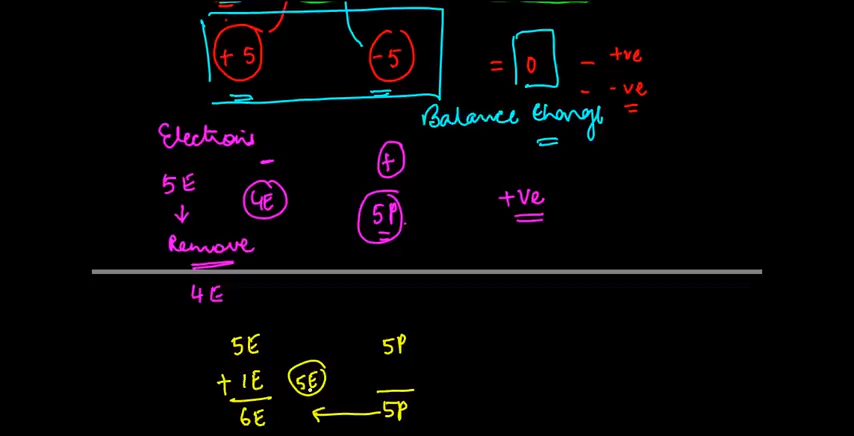 +5 -5 = 0 - +ve
- -ve
Balance Change
Electrons
- +
5E 4E 5P +ve
↓
Remove
4E
5E 5P
+ 1E 5E
6E ← 5P